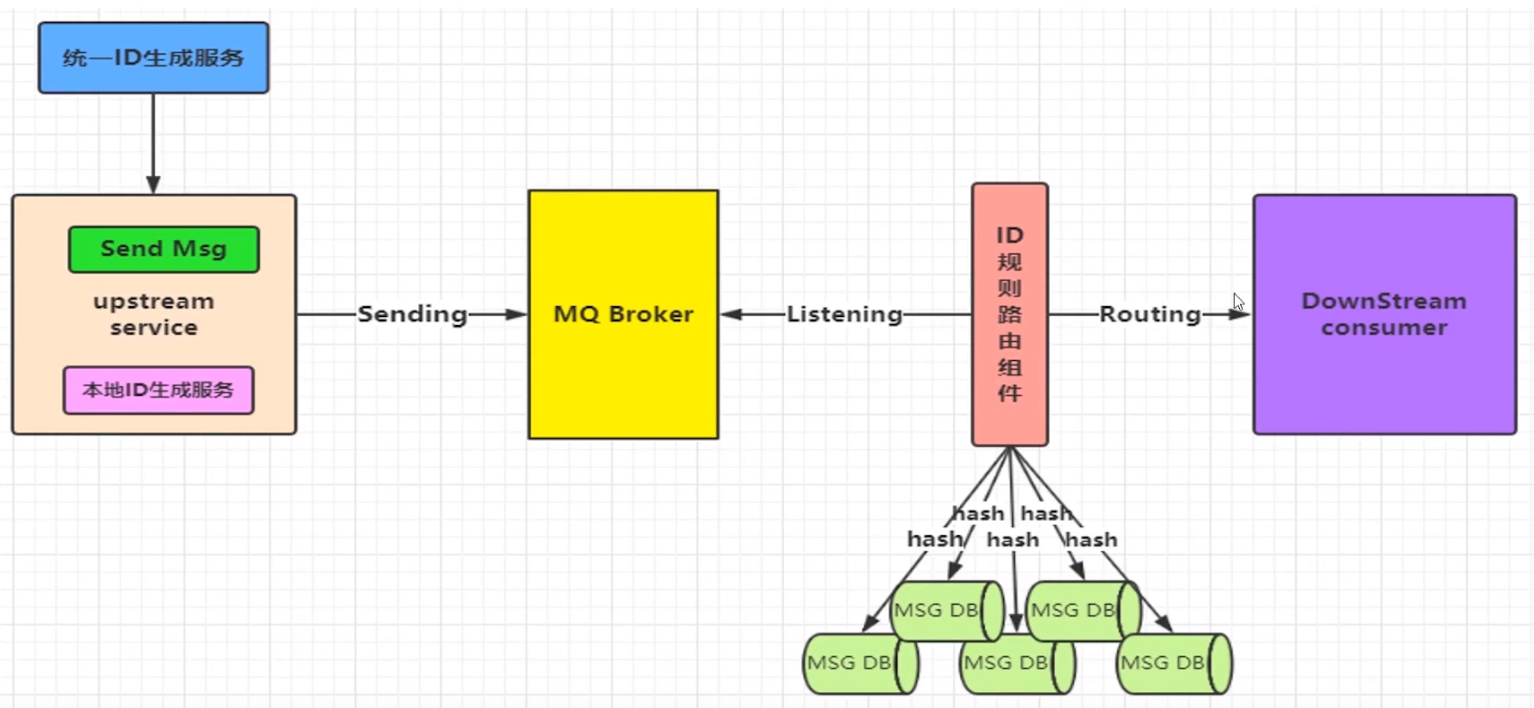 统一ID生成服务
Send Msg
upstream
service
本地ID生成服务
Sending
MQ Broker
Listening
ID
规
则
路
由
组
件
Routing
DownStream
consumer
hash
hash
hash
hash
hash
MSG DB
MSG DB
MSG DB
MSG DB
MSG DB